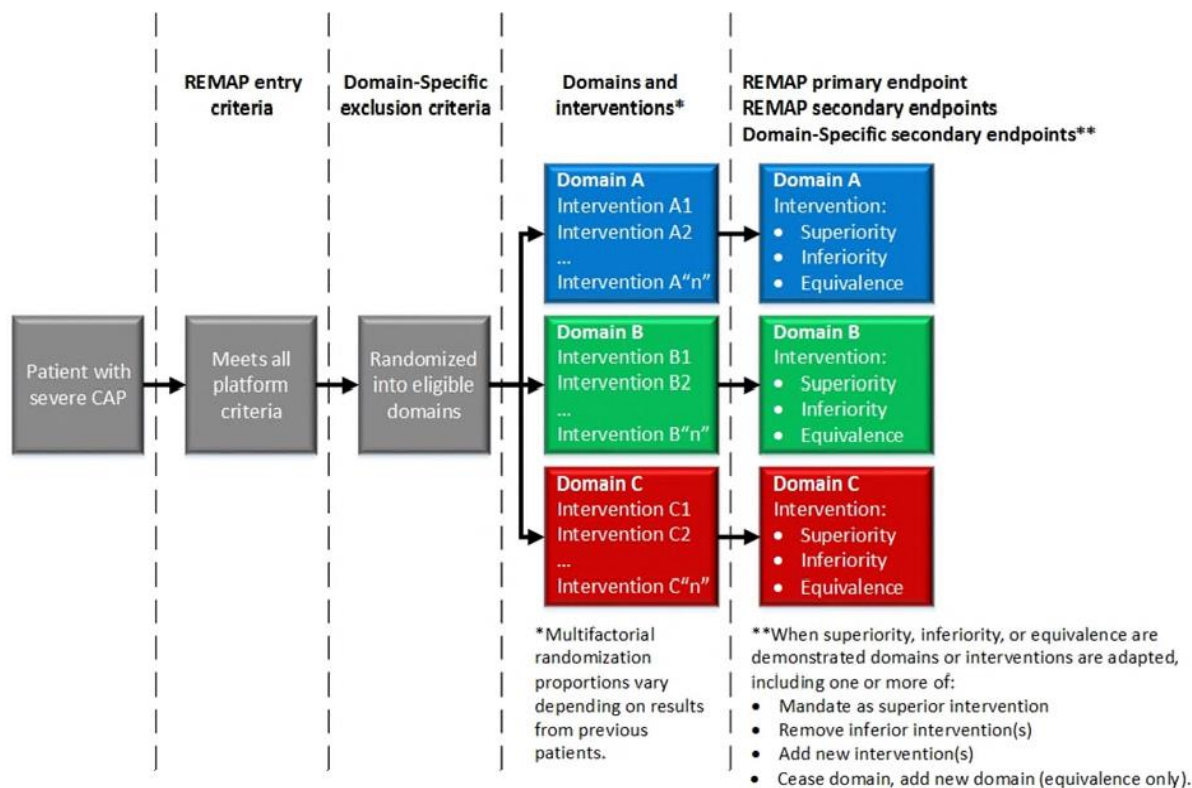 REMAP entry
criteria
Domain-Specific
exclusion criteria
Domains and
interventions*
REMAP primary endpoint
REMAP secondary endpoints
Domain-Specific secondary endpoints**
Patient with
severe CAP
Meets all
platform
criteria
Randomized
into eligible
domains
Domain A
Intervention A1
Intervention A2
...
Intervention A“n”
Domain A
Intervention:
• Superiority
• Inferiority
• Equivalence
Domain B
Intervention B1
Intervention B2
...
Intervention B“n”
Domain B
Intervention:
• Superiority
• Inferiority
• Equivalence
Domain C
Intervention C1
Intervention C2
...
Intervention C“n”
Domain C
Intervention:
• Superiority
• Inferiority
• Equivalence
*Multifactorial
randomization
proportions vary
depending on results
from previous
patients.
**When superiority, inferiority, or equivalence are
demonstrated domains or interventions are adapted,
including one or more of:
• Mandate as superior intervention
• Remove inferior intervention(s)
• Add new intervention(s)
• Cease domain, add new domain (equivalence only).